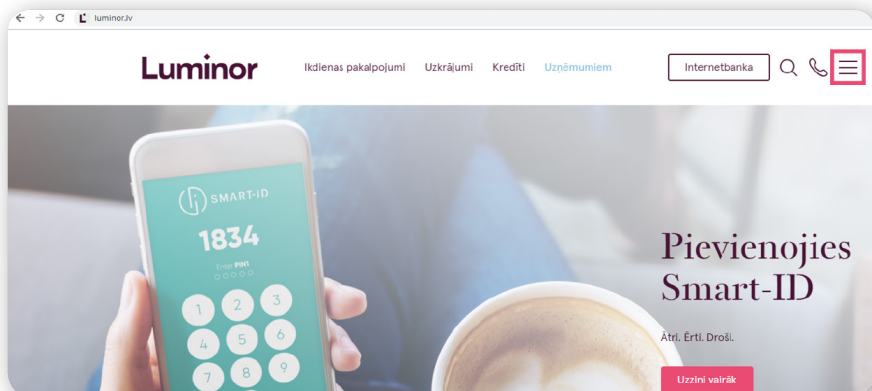 luminor.lv
Luminor
Ikdienas pakalpojumi Uzkrājumi Kredīti Uzņēmumiem Internetbanka
SMART-ID
1834
Enter PIN1
1 2 3
4 5 6
7 8 9
Pievienojies
Smart-ID
Ātri. Ērti. Droši.
Uzzini vairāk